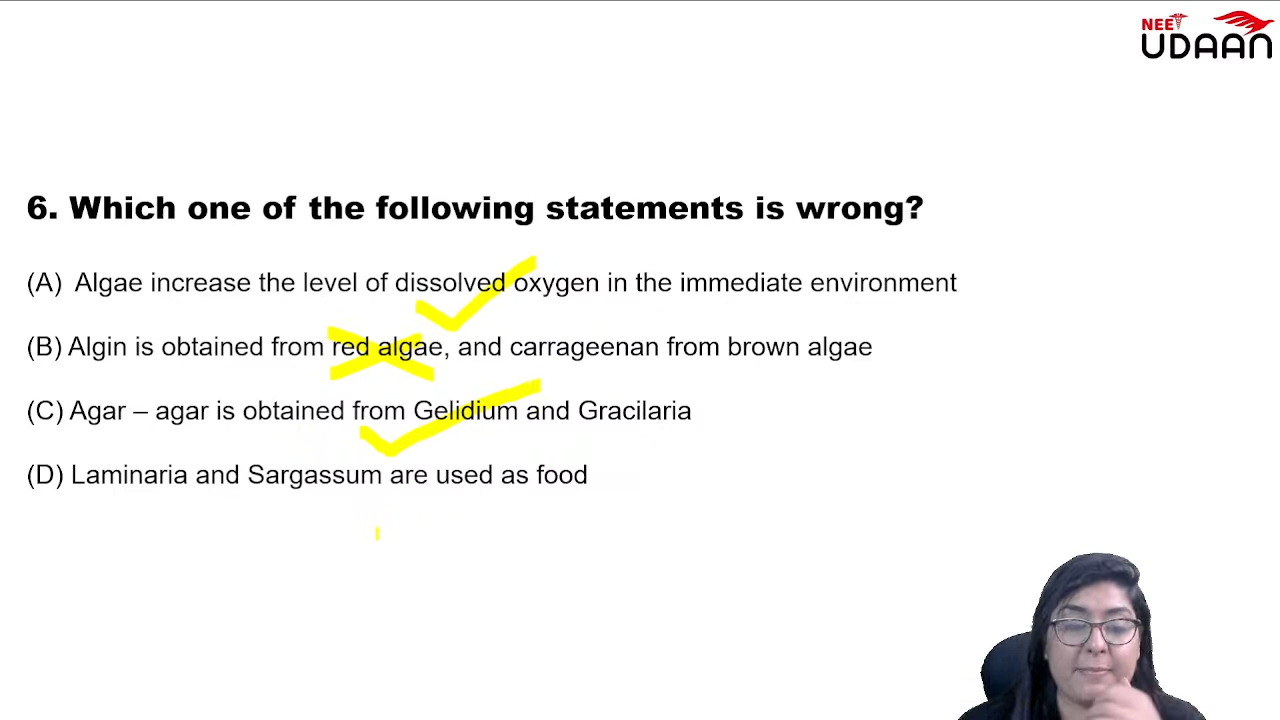 NEET
UDAAN
6. Which one of the following statements is wrong?
(A) Algae increase the level of dissolved oxygen in the immediate environment
(B) Algin is obtained from red algae, and carrageenan from brown algae
(C) Agar – agar is obtained from Gelidium and Gracilaria
(D) Laminaria and Sargassum are used as food